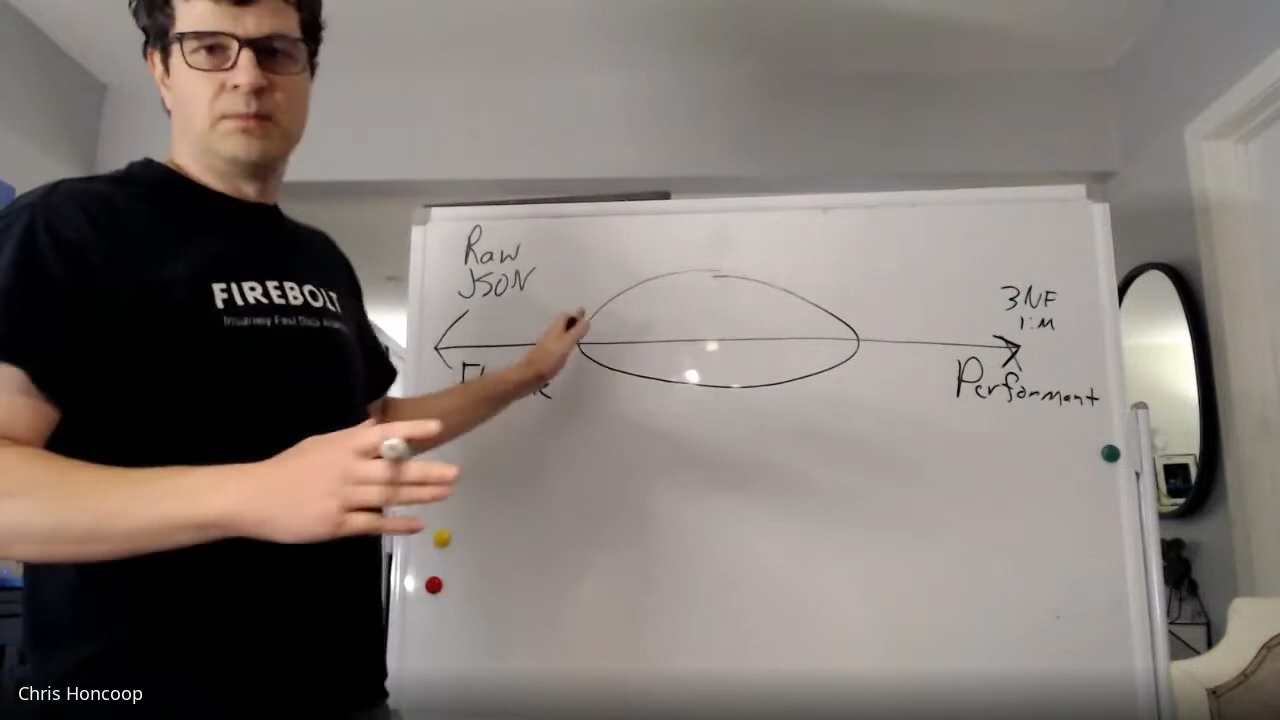 FIREBOLT
Raw
JSON
3NF
1:M
Performant
Chris Honcoop